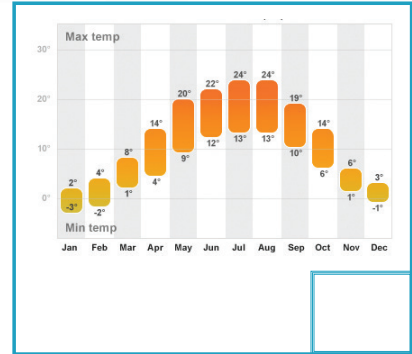 Max temp
30°
20°
10°
0°
2° 4° 8° 14° 20° 22° 24° 24° 19° 14° 6° 3°
-3° -2° 1° 4° 9° 12° 13° 13° 10° 6° 1° -1°
Min temp
Jan Feb Mar Apr May Jun Jul Aug Sep Oct Nov Dec